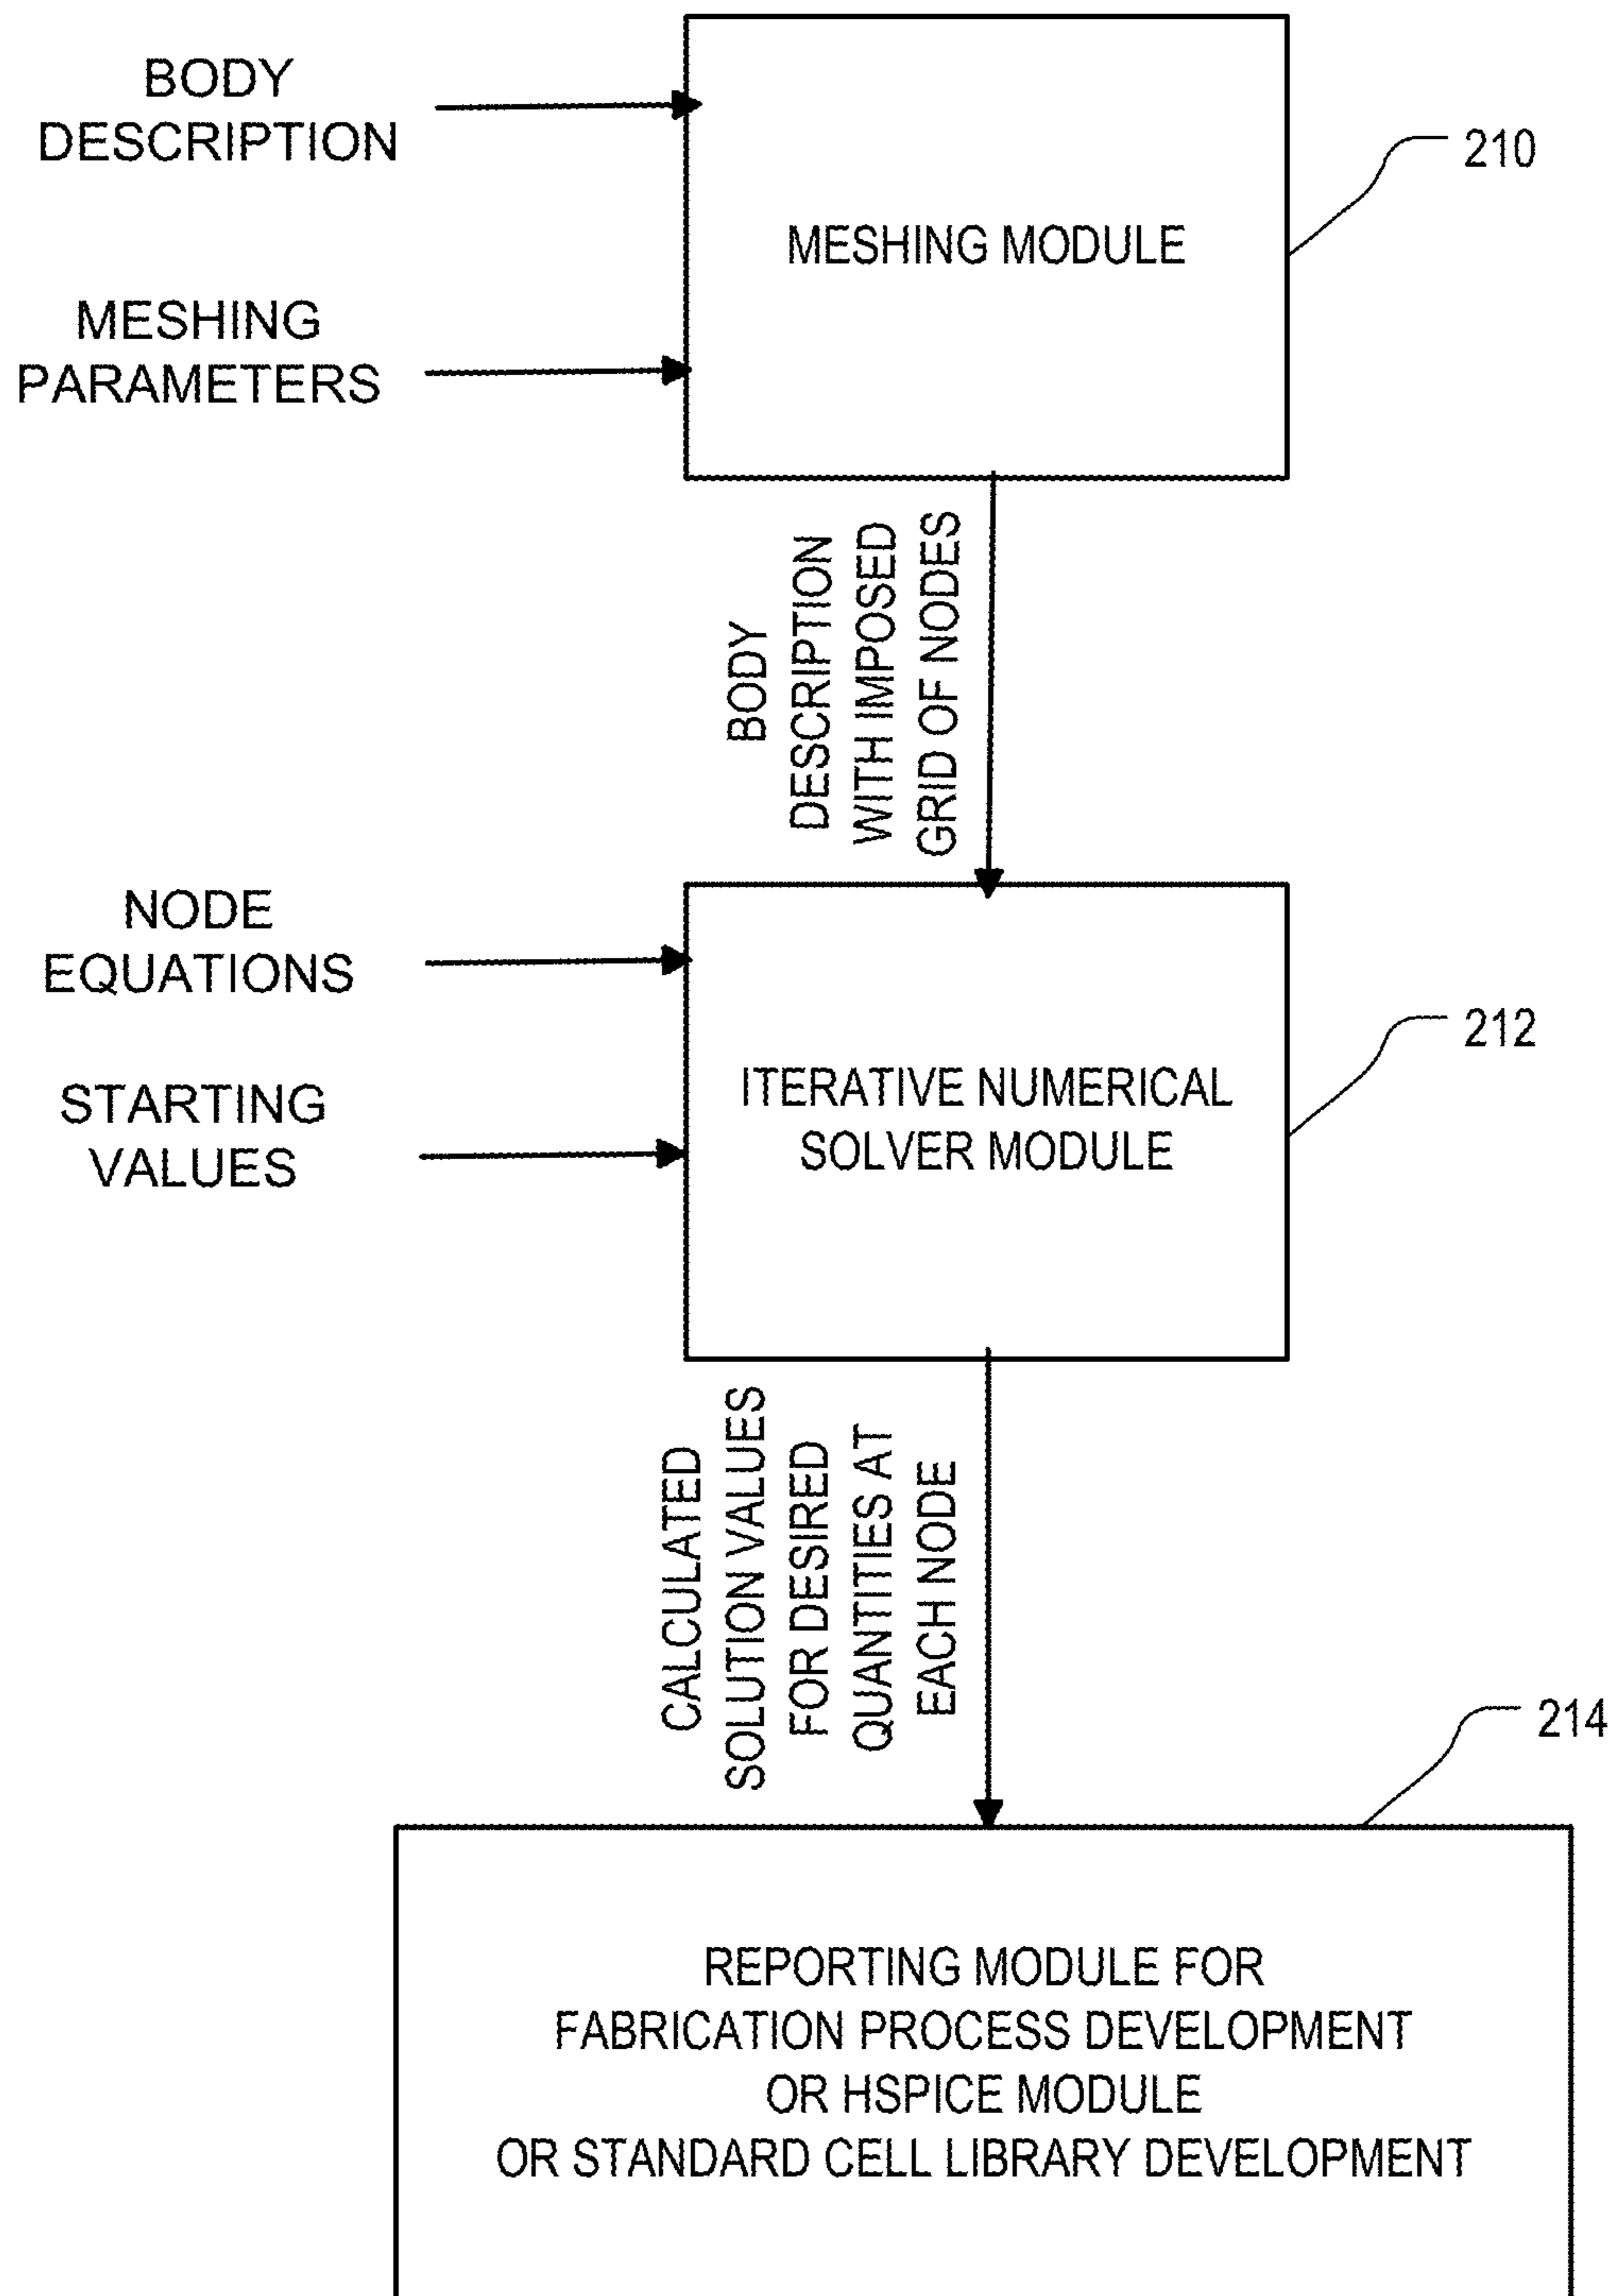 BODY
DESCRIPTION
210
MESHING MODULE
MESHING
PARAMETERS
BODY
DESCRIPTION
WITH IMPOSED
GRID OF NODES
NODE
EQUATIONS
212
ITERATIVE NUMERICAL
SOLVER MODULE
STARTING
VALUES
CALCULATED
SOLUTION VALUES
FOR DESIRED
QUANTITIES AT
EACH NODE
214
REPORTING MODULE FOR
FABRICATION PROCESS DEVELOPMENT
OR HSPICE MODULE
OR STANDARD CELL LIBRARY DEVELOPMENT